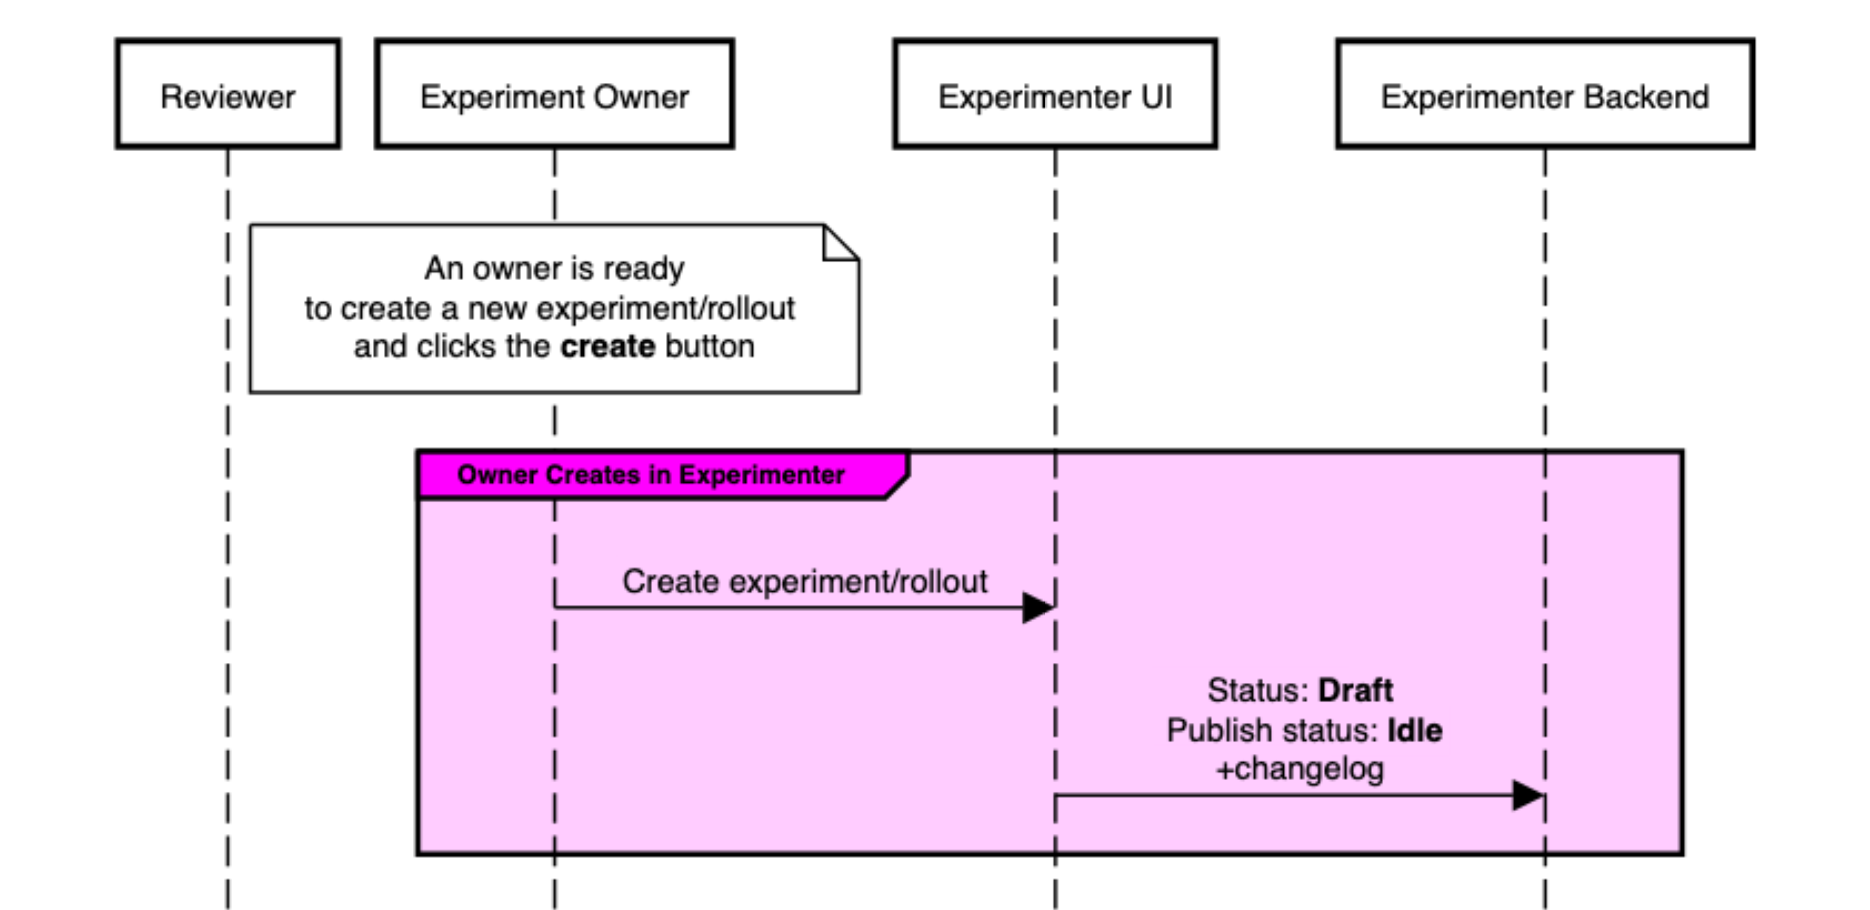 Reviewer
Experiment Owner
Experimenter UI
Experimenter Backend
An owner is ready
to create a new experiment/rollout
and clicks the create button
Owner Creates in Experimenter
Create experiment/rollout
Status: Draft
Publish status: Idle
+changelog